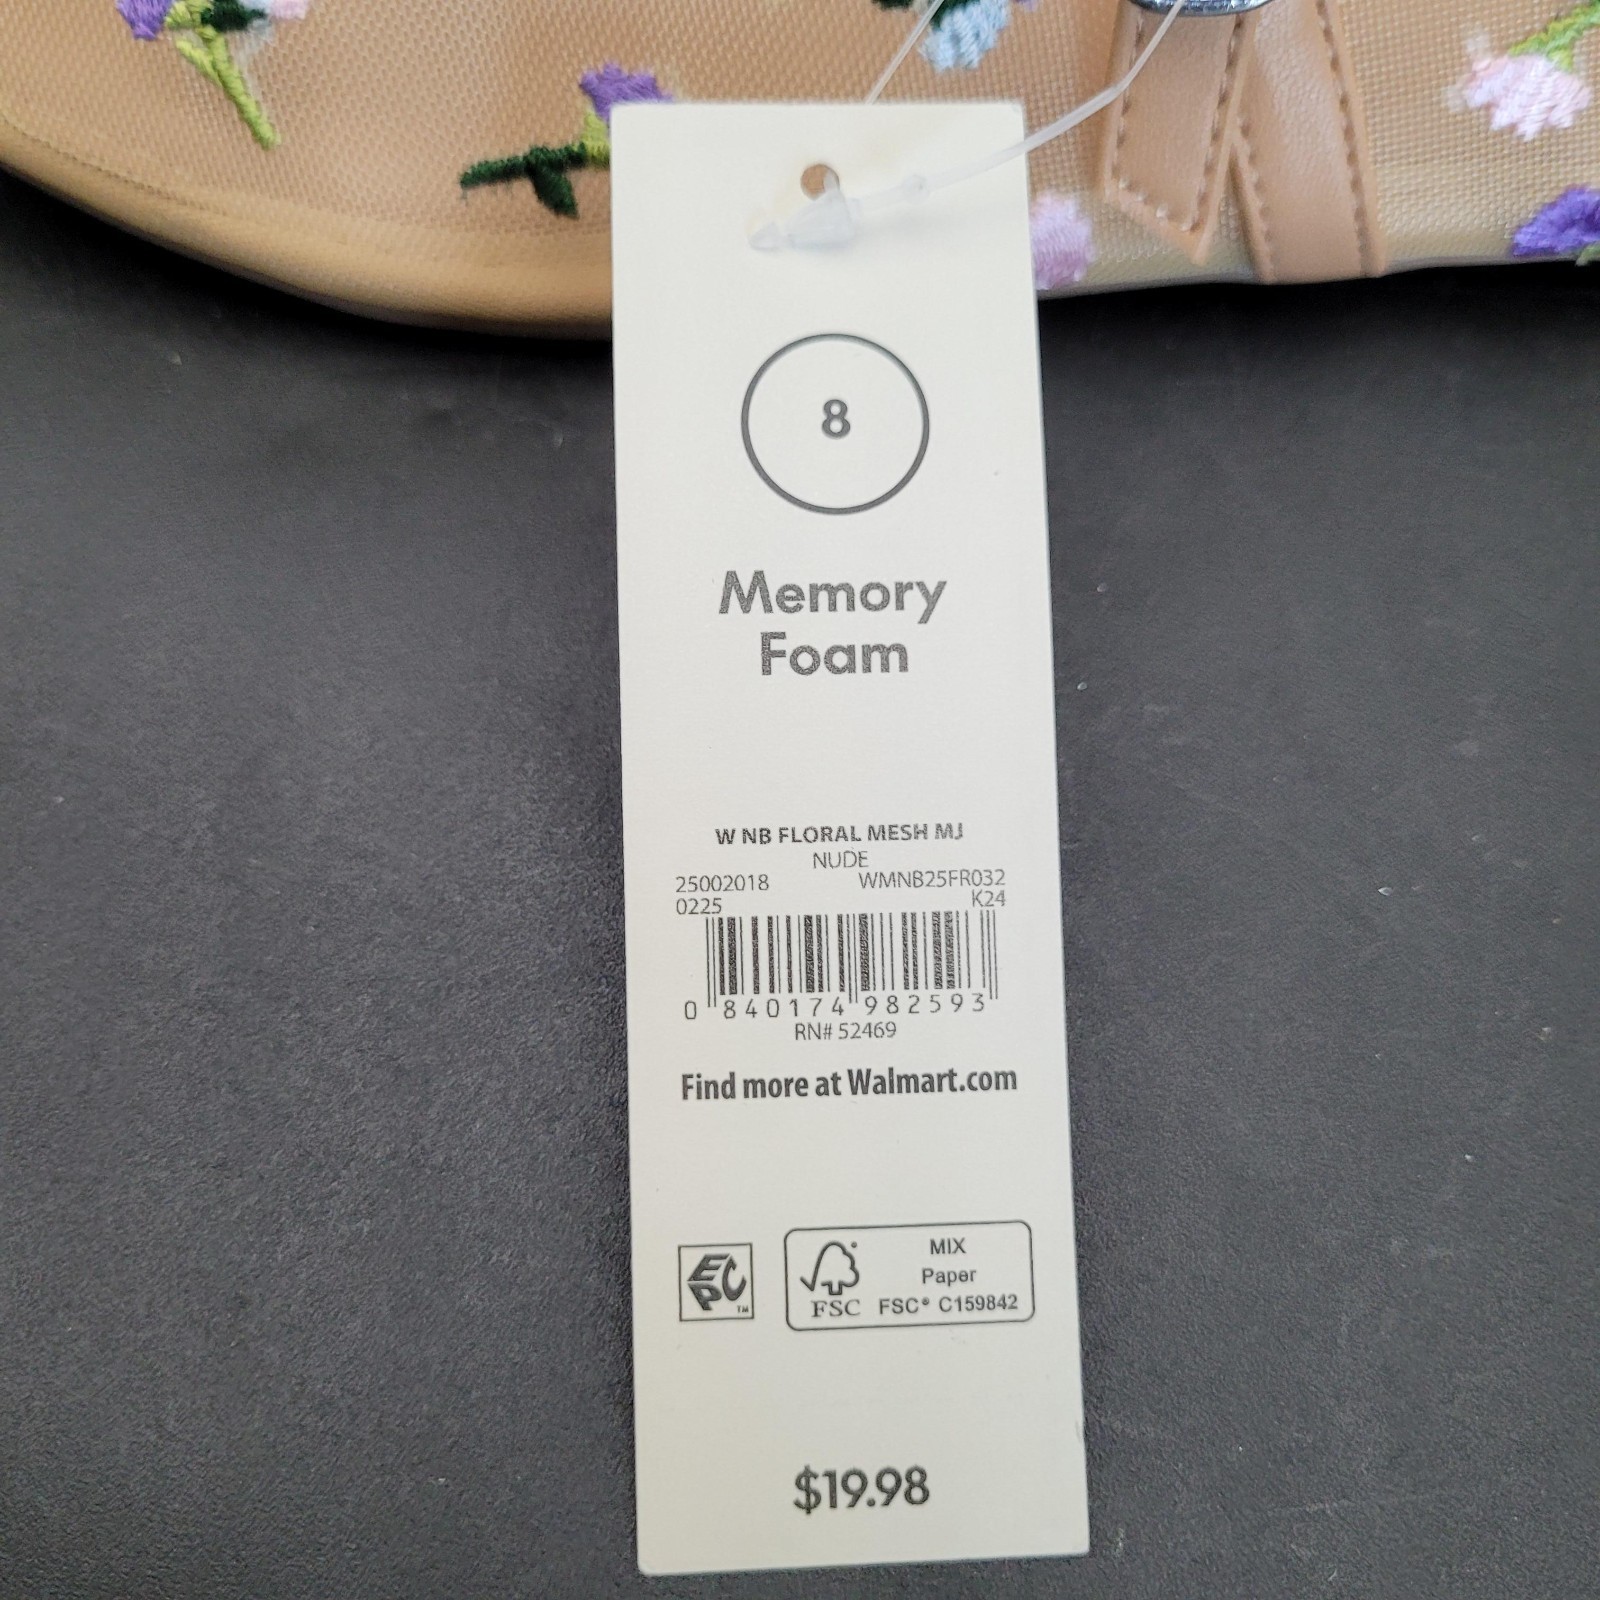 8
Memory
Foam
W NB FLORAL MESH MJ
NUDE
25002018 WMNB25FR032
0225 K24
0 840174 982593
RN# 52469
Find more at Walmart.com
EPC™
MIX
Paper
FSC FSC® C159842
$19.98